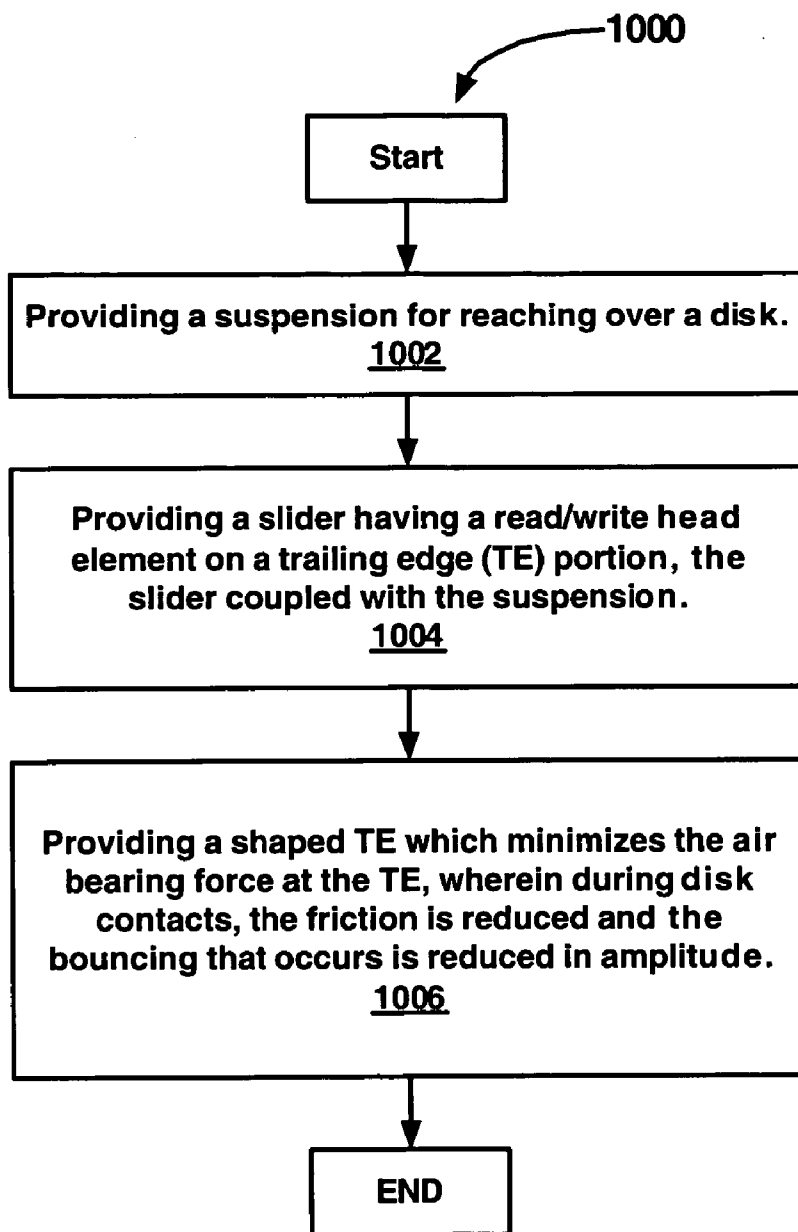 1000
Start
Providing a suspension for reaching over a disk.
1002
Providing a slider having a read/write head
element on a trailing edge (TE) portion, the
slider coupled with the suspension.
1004
Providing a shaped TE which minimizes the air
bearing force at the TE, wherein during disk
contacts, the friction is reduced and the
bouncing that occurs is reduced in amplitude.
1006
END